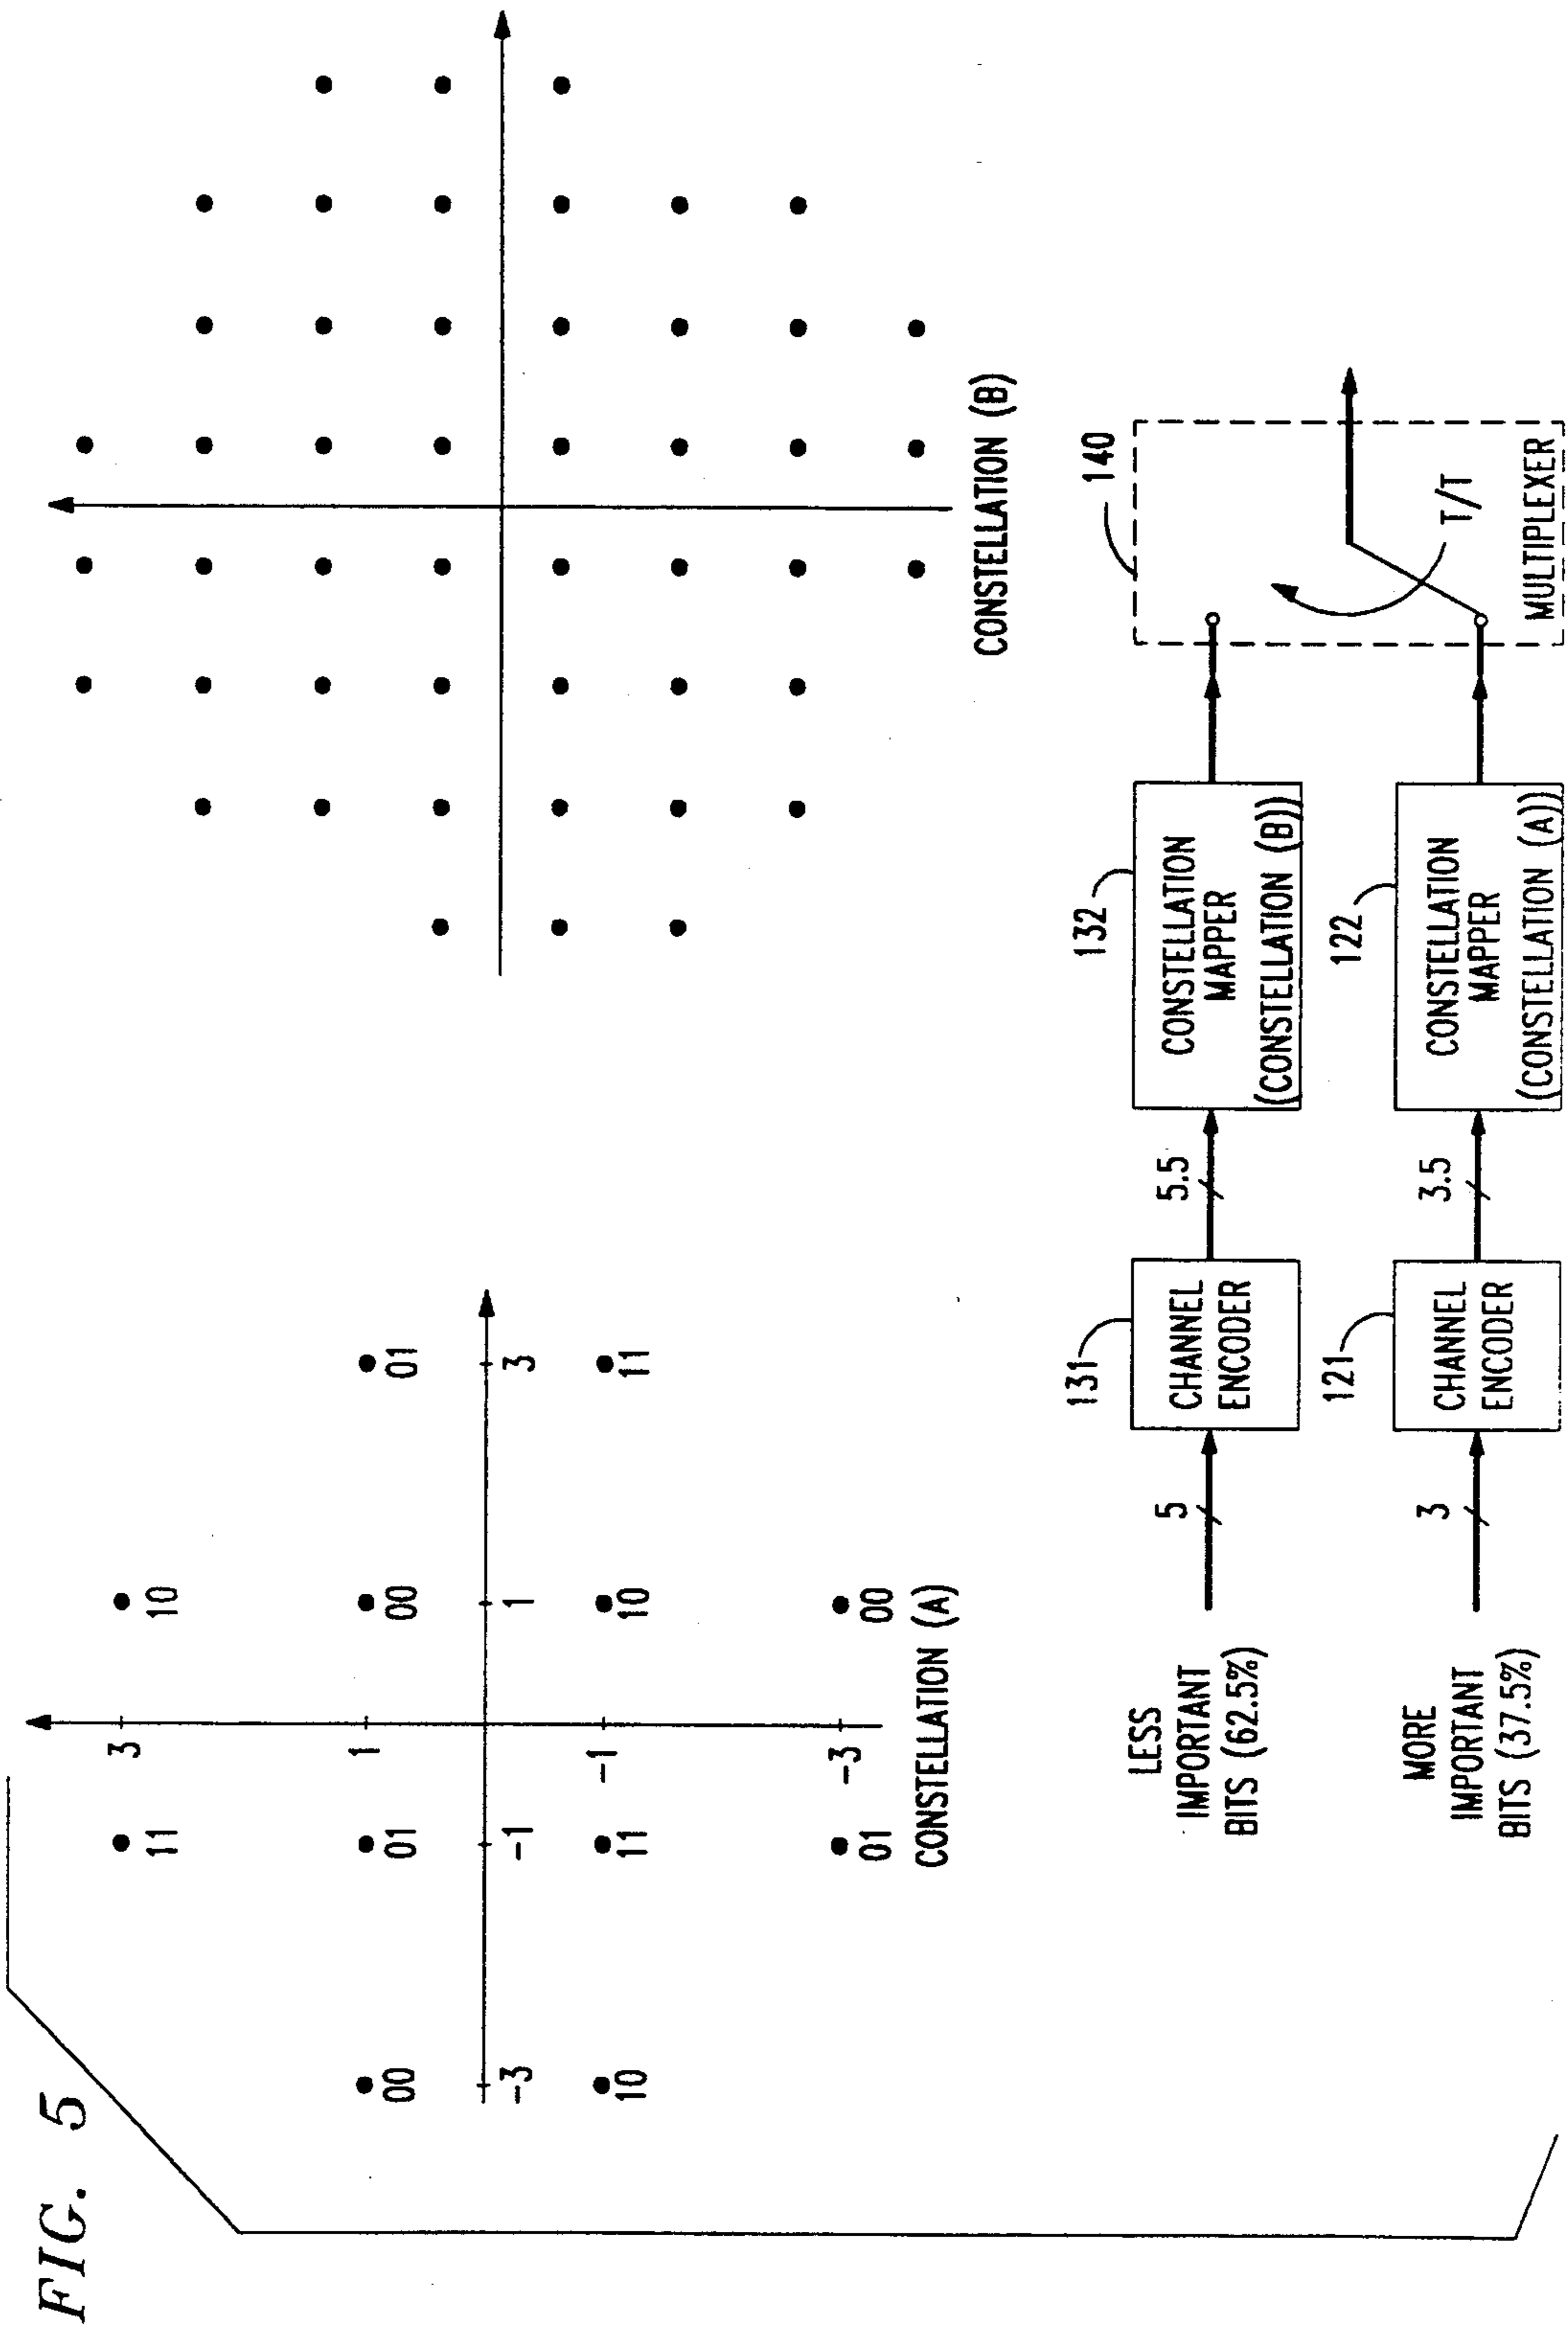 FIG. 5
3
11
10
1
01
00
01
00
-3
-1
1
3
-1
10
11
10
11
-3
01
00
CONSTELLATION (A)
CONSTELLATION (B)
LESS
IMPORTANT
BITS (62.5%)
5
131
CHANNEL
ENCODER
5.5
132
CONSTELLATION
MAPPER
(CONSTELLATION (B))
140
MORE
IMPORTANT
BITS (37.5%)
3
121
CHANNEL
ENCODER
3.5
122
CONSTELLATION
MAPPER
(CONSTELLATION (A))
T/T
MULTIPLEXER